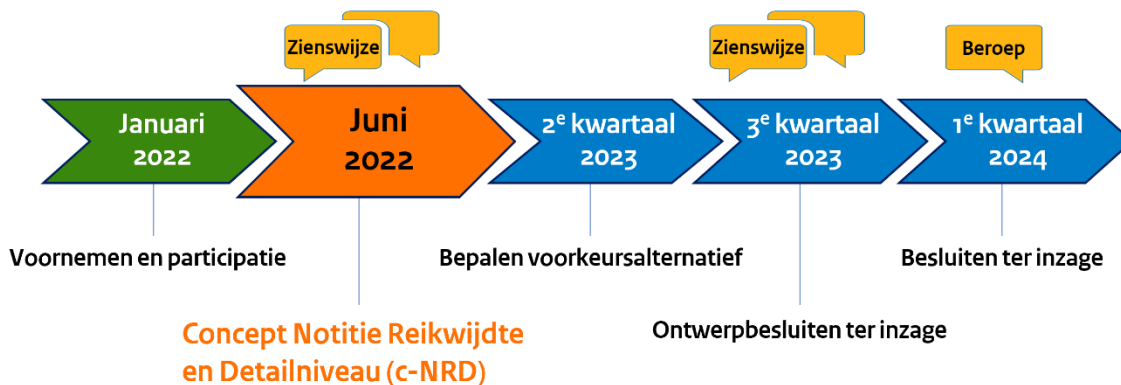 Zienswijze
Zienswijze
Beroep
Januari
2022
Juni
2022
2e kwartaal
2023
3e kwartaal
2023
1e kwartaal
2024
Voornemen en participatie
Bepalen voorkeursalternatief
Besluiten ter inzage
Concept Notitie Reikwijdte
en Detailniveau (c-NRD)
Ontwerpbesluiten ter inzage